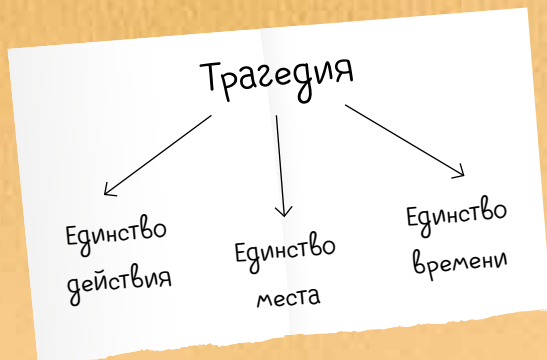 Трагедия
Единство
действия
Единство
места
Единство
времени